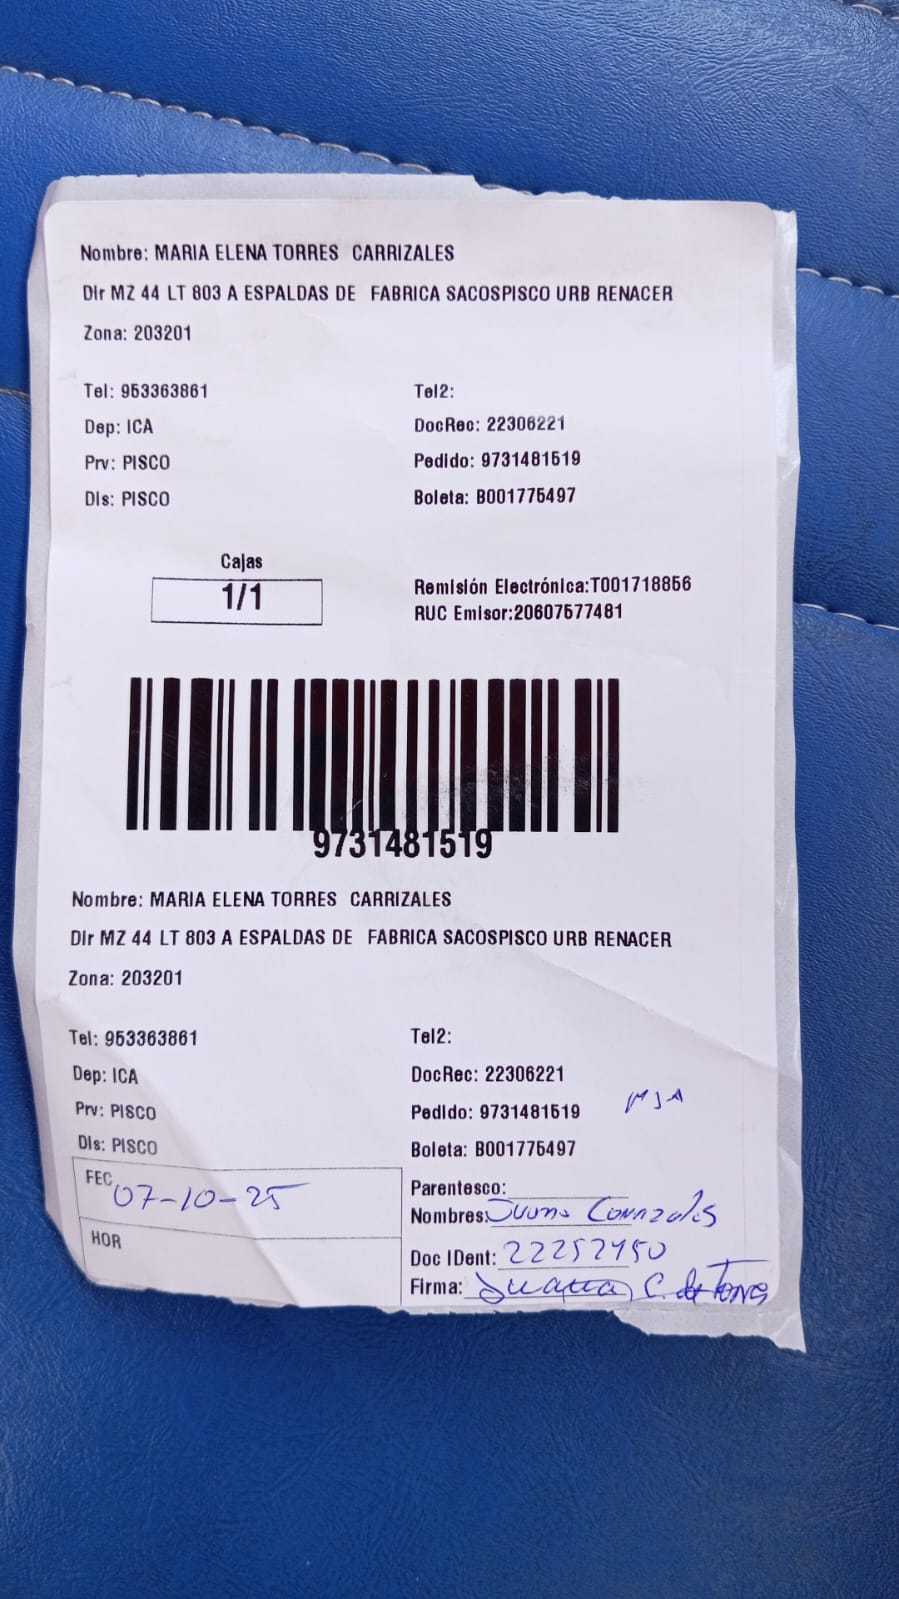 Nombre: MARIA ELENA TORRES CARRIZALES
Dir MZ 44 LT 803 A ESPALDAS DE FABRICA SACOSPISCO URB RENACER
Zona: 203201
Tel: 953363861 Tel2:
Dep: ICA DocRec: 22306221
Prv: PISCO Pedido: 9731481519
Dis: PISCO Boleta: B001775497
Cajas
1/1
Remisión Electrónica:T001718856
RUC Emisor:20607577481
9731481519
Nombre: MARIA ELENA TORRES CARRIZALES
Dir MZ 44 LT 803 A ESPALDAS DE FABRICA SACOSPISCO URB RENACER
Zona: 203201
Tel: 953363861 Tel2:
Dep: ICA DocRec: 22306221
Prv: PISCO Pedido: 9731481519
Dis: PISCO Boleta: B001775497
FEC 07-10-25
HOR
Parentesco:
Nombres:
Doc IDent:
Firma: Juana C. de Torres